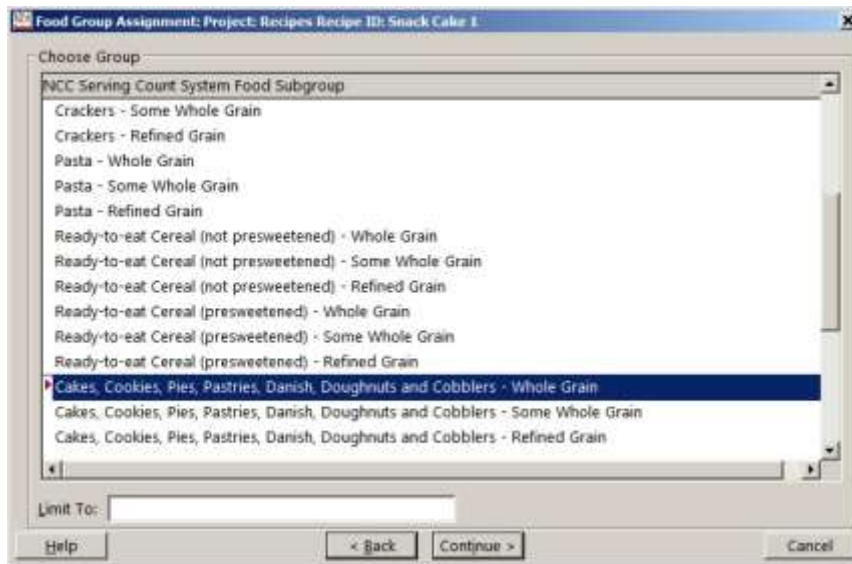 Food Group Assignment: Project: Recipes Recipe ID: Snack Cake 1
Choose Group
NCC Serving Count System Food Subgroup
Crackers - Some Whole Grain
Crackers - Refined Grain
Pasta - Whole Grain
Pasta - Some Whole Grain
Pasta - Refined Grain
Ready-to-eat Cereal (not presweetened) - Whole Grain
Ready-to-eat Cereal (not presweetened) - Some Whole Grain
Ready-to-eat Cereal (not presweetened) - Refined Grain
Ready-to-eat Cereal (presweetened) - Whole Grain
Ready-to-eat Cereal (presweetened) - Some Whole Grain
Ready-to-eat Cereal (presweetened) - Refined Grain
Cakes, Cookies, Pies, Pastries, Danish, Doughnuts and Cobblers - Whole Grain
Cakes, Cookies, Pies, Pastries, Danish, Doughnuts and Cobblers - Some Whole Grain
Cakes, Cookies, Pies, Pastries, Danish, Doughnuts and Cobblers - Refined Grain
Limit To:
Help < Back Continue > Cancel